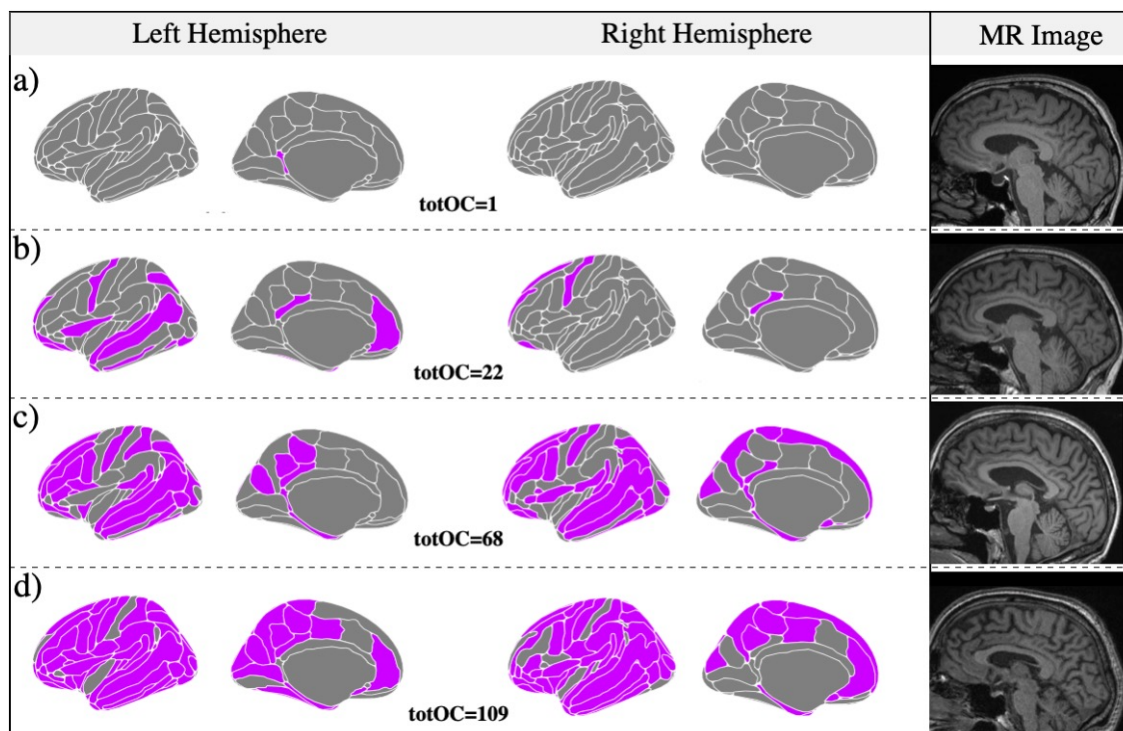 Left Hemisphere Right Hemisphere MR Image
a)
totOC=1
b)
totOC=22
c)
totOC=68
d)
totOC=109